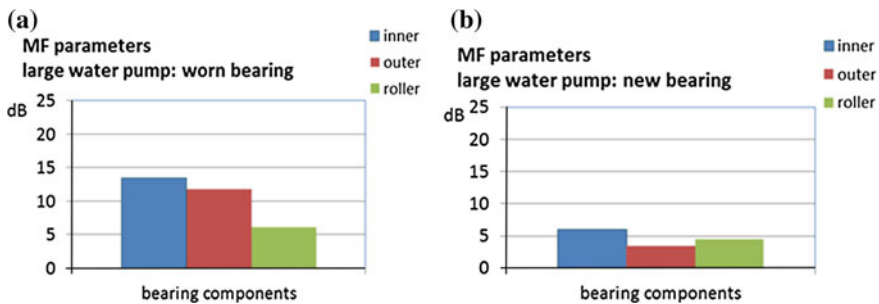 (a)
MF parameters
large water pump: worn bearing
inner
outer
roller
dB
25
20
15
10
5
0
bearing components
(b)
MF parameters
large water pump: new bearing
inner
outer
roller
dB
25
20
15
10
5
0
bearing components